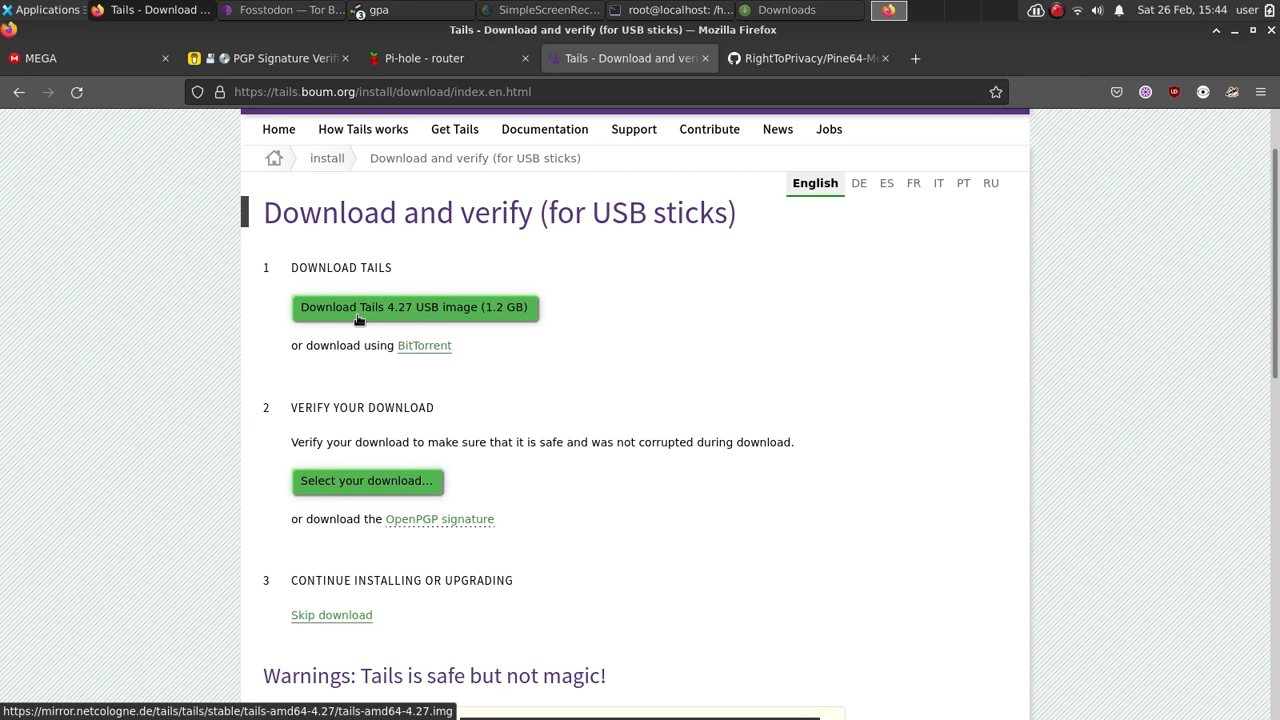 Applications
Tails - Download ...
Fosstodon — Tor B...
3 gpa
SimpleScreenRec...
root@localhost: /h...
Downloads
Sat 26 Feb, 15:44 user
Tails - Download and verify (for USB sticks) — Mozilla Firefox
MEGA
PGP Signature Verifi
Pi-hole - router
Tails - Download and veri
RightToPrivacy/Pine64-M
https://tails.boum.org/install/download/index.en.html
Home How Tails works Get Tails Documentation Support Contribute News Jobs
install Download and verify (for USB sticks)
English DE ES FR IT PT RU
Download and verify (for USB sticks)
1 DOWNLOAD TAILS
Download Tails 4.27 USB image (1.2 GB)
or download using BitTorrent
2 VERIFY YOUR DOWNLOAD
Verify your download to make sure that it is safe and was not corrupted during download.
Select your download...
or download the OpenPGP signature
3 CONTINUE INSTALLING OR UPGRADING
Skip download
Warnings: Tails is safe but not magic!
https://mirror.netcologne.de/tails/tails/stable/tails-amd64-4.27/tails-amd64-4.27.img